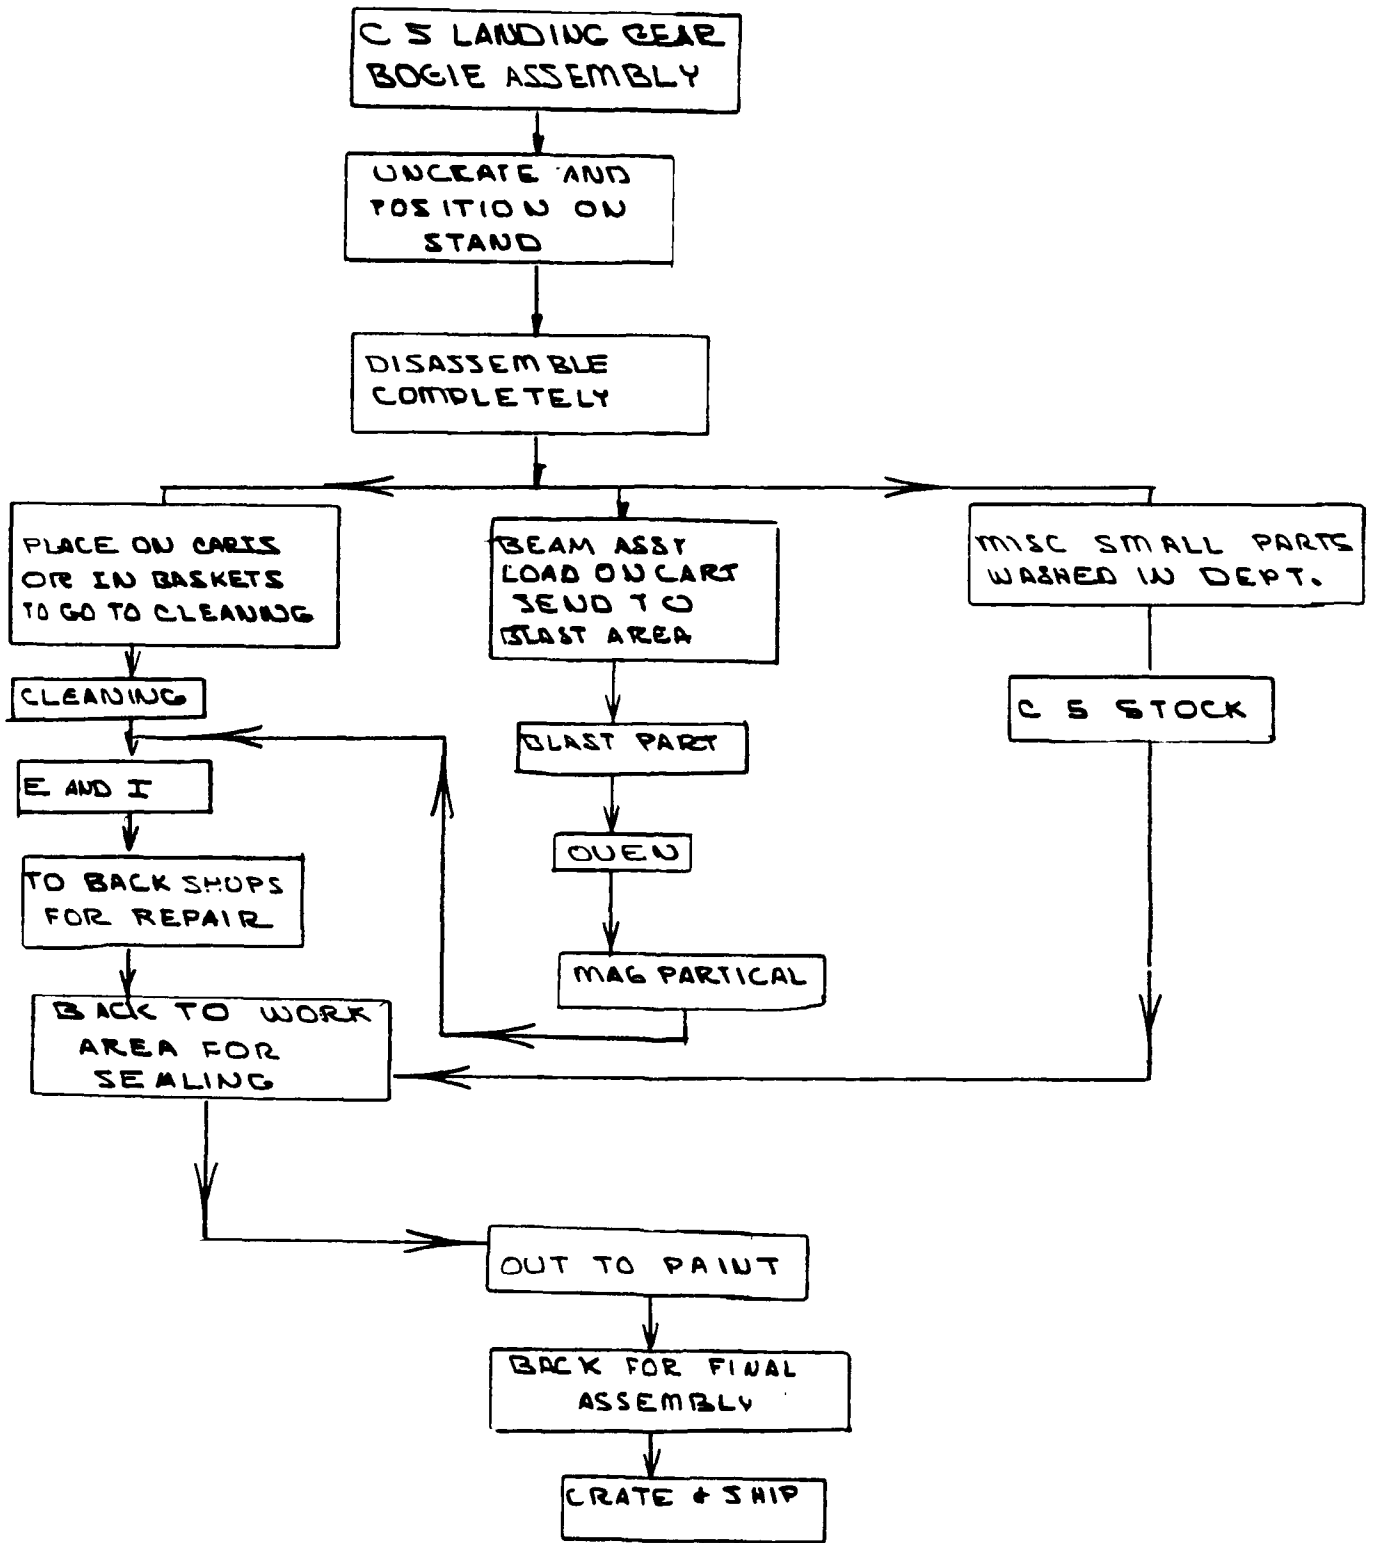 C 5 LANDING GEAR
BOGIE ASSEMBLY
UNCRATE AND
POSITION ON
STAND
DISASSEMBLE
COMPLETELY
PLACE ON CARTS
OR IN BASKETS
TO GO TO CLEANING
BEAM ASSY
LOAD ON CART
SEND TO
BLAST AREA
MISC SMALL PARTS
WASHED IN DEPT.
CLEANING
C 5 STOCK
BLAST PART
E AND I
OVEN
TO BACK SHOPS
FOR REPAIR
MAG PARTICAL
BACK TO WORK
AREA FOR
SEALING
OUT TO PAINT
BACK FOR FINAL
ASSEMBLY
CRATE & SHIP